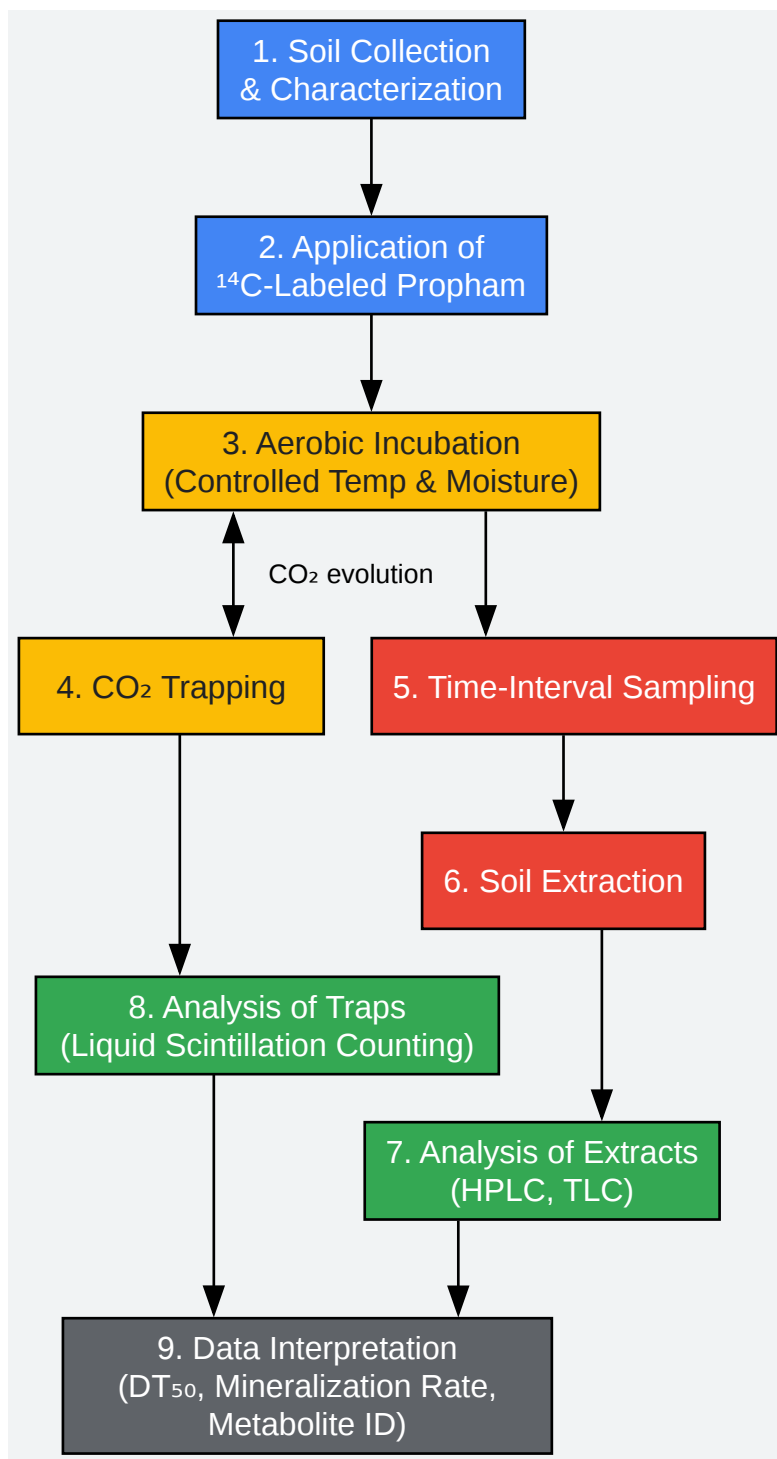 1. Soil Collection
& Characterization
2. Application of
¹⁴C-Labeled Propham
3. Aerobic Incubation
(Controlled Temp & Moisture)
CO₂ evolution
4. CO₂ Trapping
5. Time-Interval Sampling
6. Soil Extraction
8. Analysis of Traps
(Liquid Scintillation Counting)
7. Analysis of Extracts
(HPLC, TLC)
9. Data Interpretation
(DT₅₀, Mineralization Rate,
Metabolite ID)